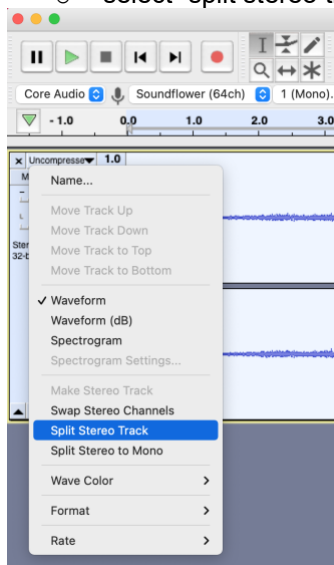 select "split stereo t
Core Audio Soundflower (64ch) 1 (Mono).
- 1.0 0.0 1.0 2.0 3.0
x Uncompresse 1.0
M
Ster
32-b
Name...
Move Track Up
Move Track Down
Move Track to Top
Move Track to Bottom
✓ Waveform
Waveform (dB)
Spectrogram
Spectrogram Settings...
Make Stereo Track
Swap Stereo Channels
Split Stereo Track
Split Stereo to Mono
Wave Color >
Format >
Rate >